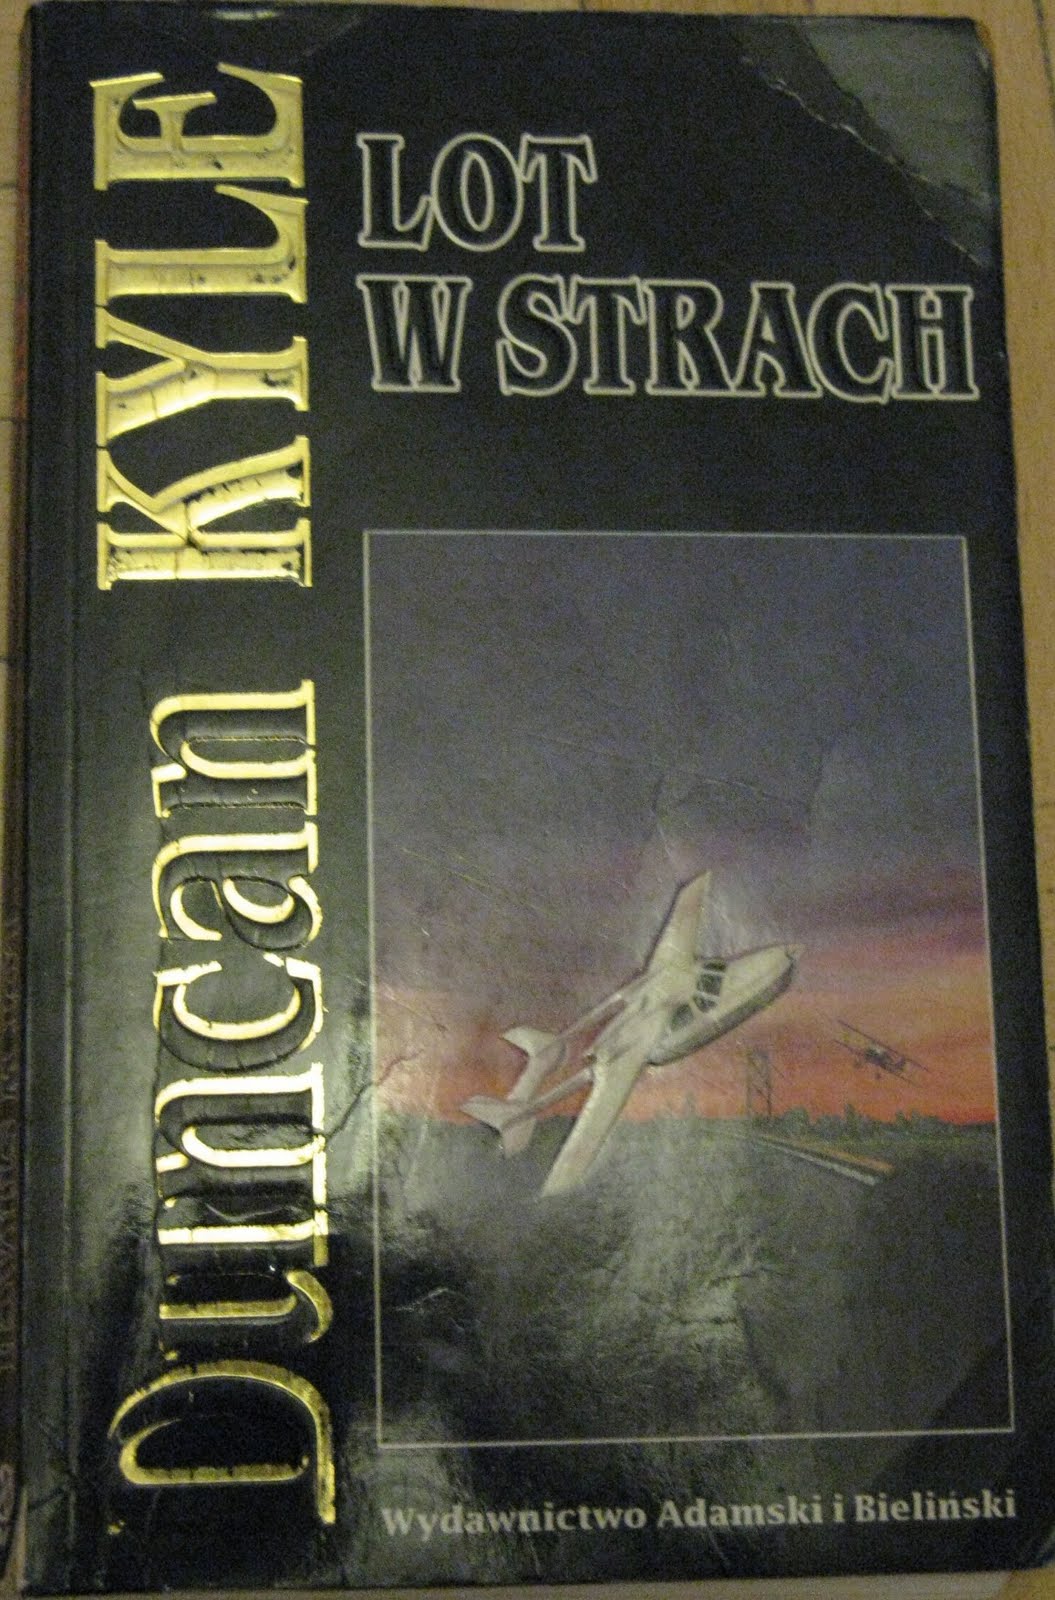 Duncan KYLE
LOT
W STRACH
Wydawnictwo Adamski i Bieliński